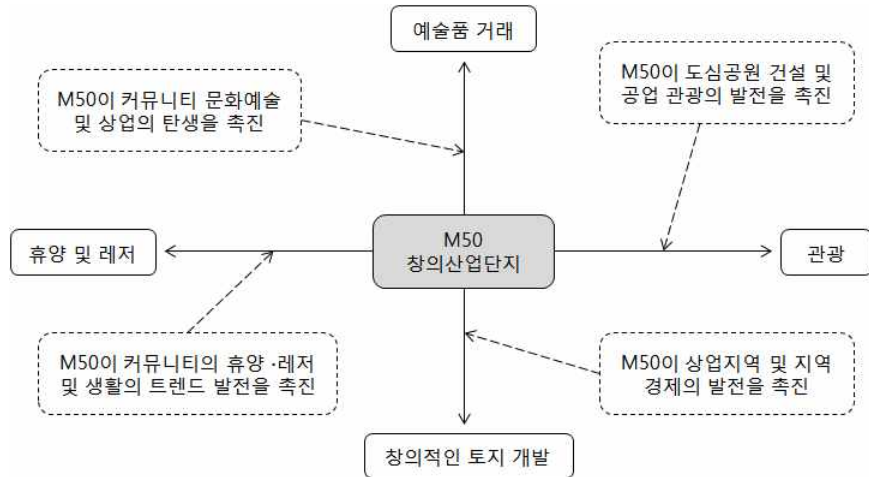 예술품 거래
M50이 커뮤니티 문화예술
및 상업의 탄생을 촉진
M50이 도심공원 건설 및
공업 관광의 발전을 촉진
휴양 및 레저
M50
창의산업단지
관광
M50이 커뮤니티의 휴양 ·레저
및 생활의 트렌드 발전을 촉진
M50이 상업지역 및 지역
경제의 발전을 촉진
창의적인 토지 개발